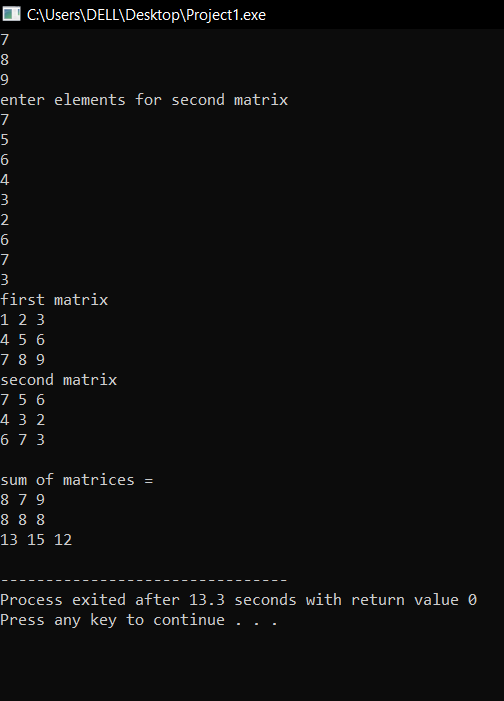 C:\Users\DELL\Desktop\Project1.exe
7
8
9
enter elements for second matrix
7
5
6
4
3
2
6
7
3
first matrix
1 2 3
4 5 6
7 8 9
second matrix
7 5 6
4 3 2
6 7 3
sum of matrices =
8 7 9
8 8 8
13 15 12
--------------------------------
Process exited after 13.3 seconds with return value 0
Press any key to continue . . .